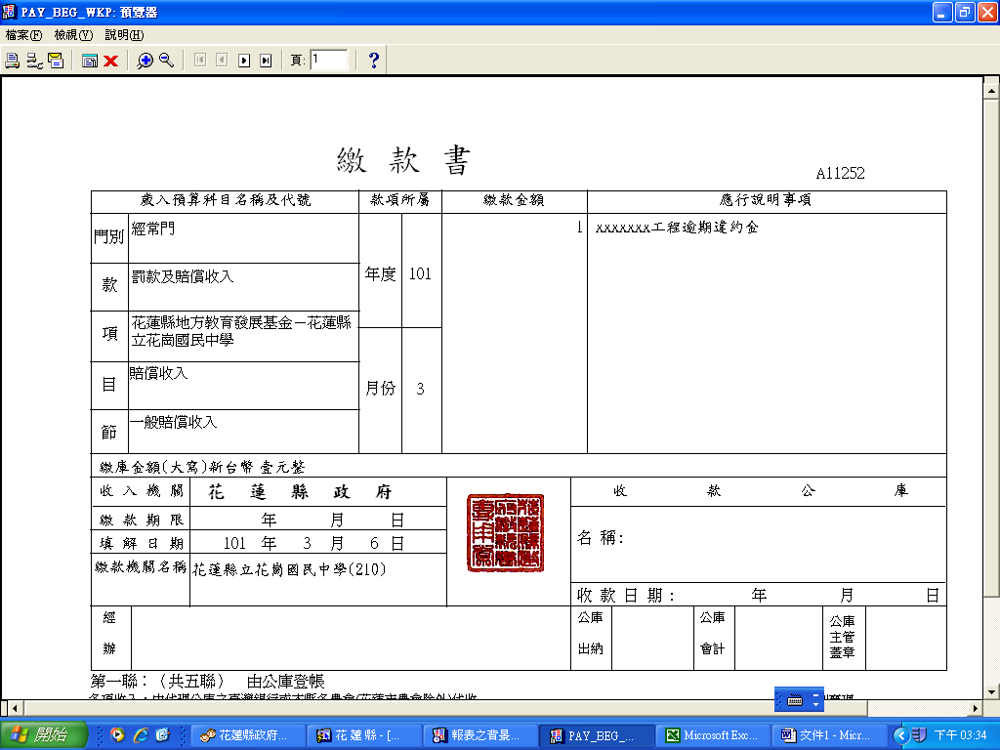 PAY_BEG_WKP: 預覽器
檔案(F) 檢視(V) 說明(H)
頁: 1
繳 款 書
A11252
歲入預算科目名稱及代號 款項所屬 繳款金額 應行說明事項
門別 經常門
款 罰款及賠償收入
項 花蓮縣地方教育發展基金－花蓮縣
立花崗國民中學
目 賠償收入
節 一般賠償收入
年度 101
月份 3
1
xxxxxxx工程逾期違約金
繳庫金額(大寫)新台幣 壹元整
收入機關 花 蓮 縣 政 府
繳款期限 年 月 日
填解日期 101 年 3 月 6 日
繳款機關名稱 花蓮縣立花崗國民中學(210)
收 款 公 庫
名 稱:
收 款 日 期 : 年 月 日
經
辦
公庫
出納
公庫
會計
公庫
主管
蓋章
第一聯：（共五聯） 由公庫登帳
開始
花蓮縣政府...
花 蓮 縣 - [...
報表之背景...
PAY_BEG_...
Microsoft Exc...
文件1 - Micr...
下午 03:34